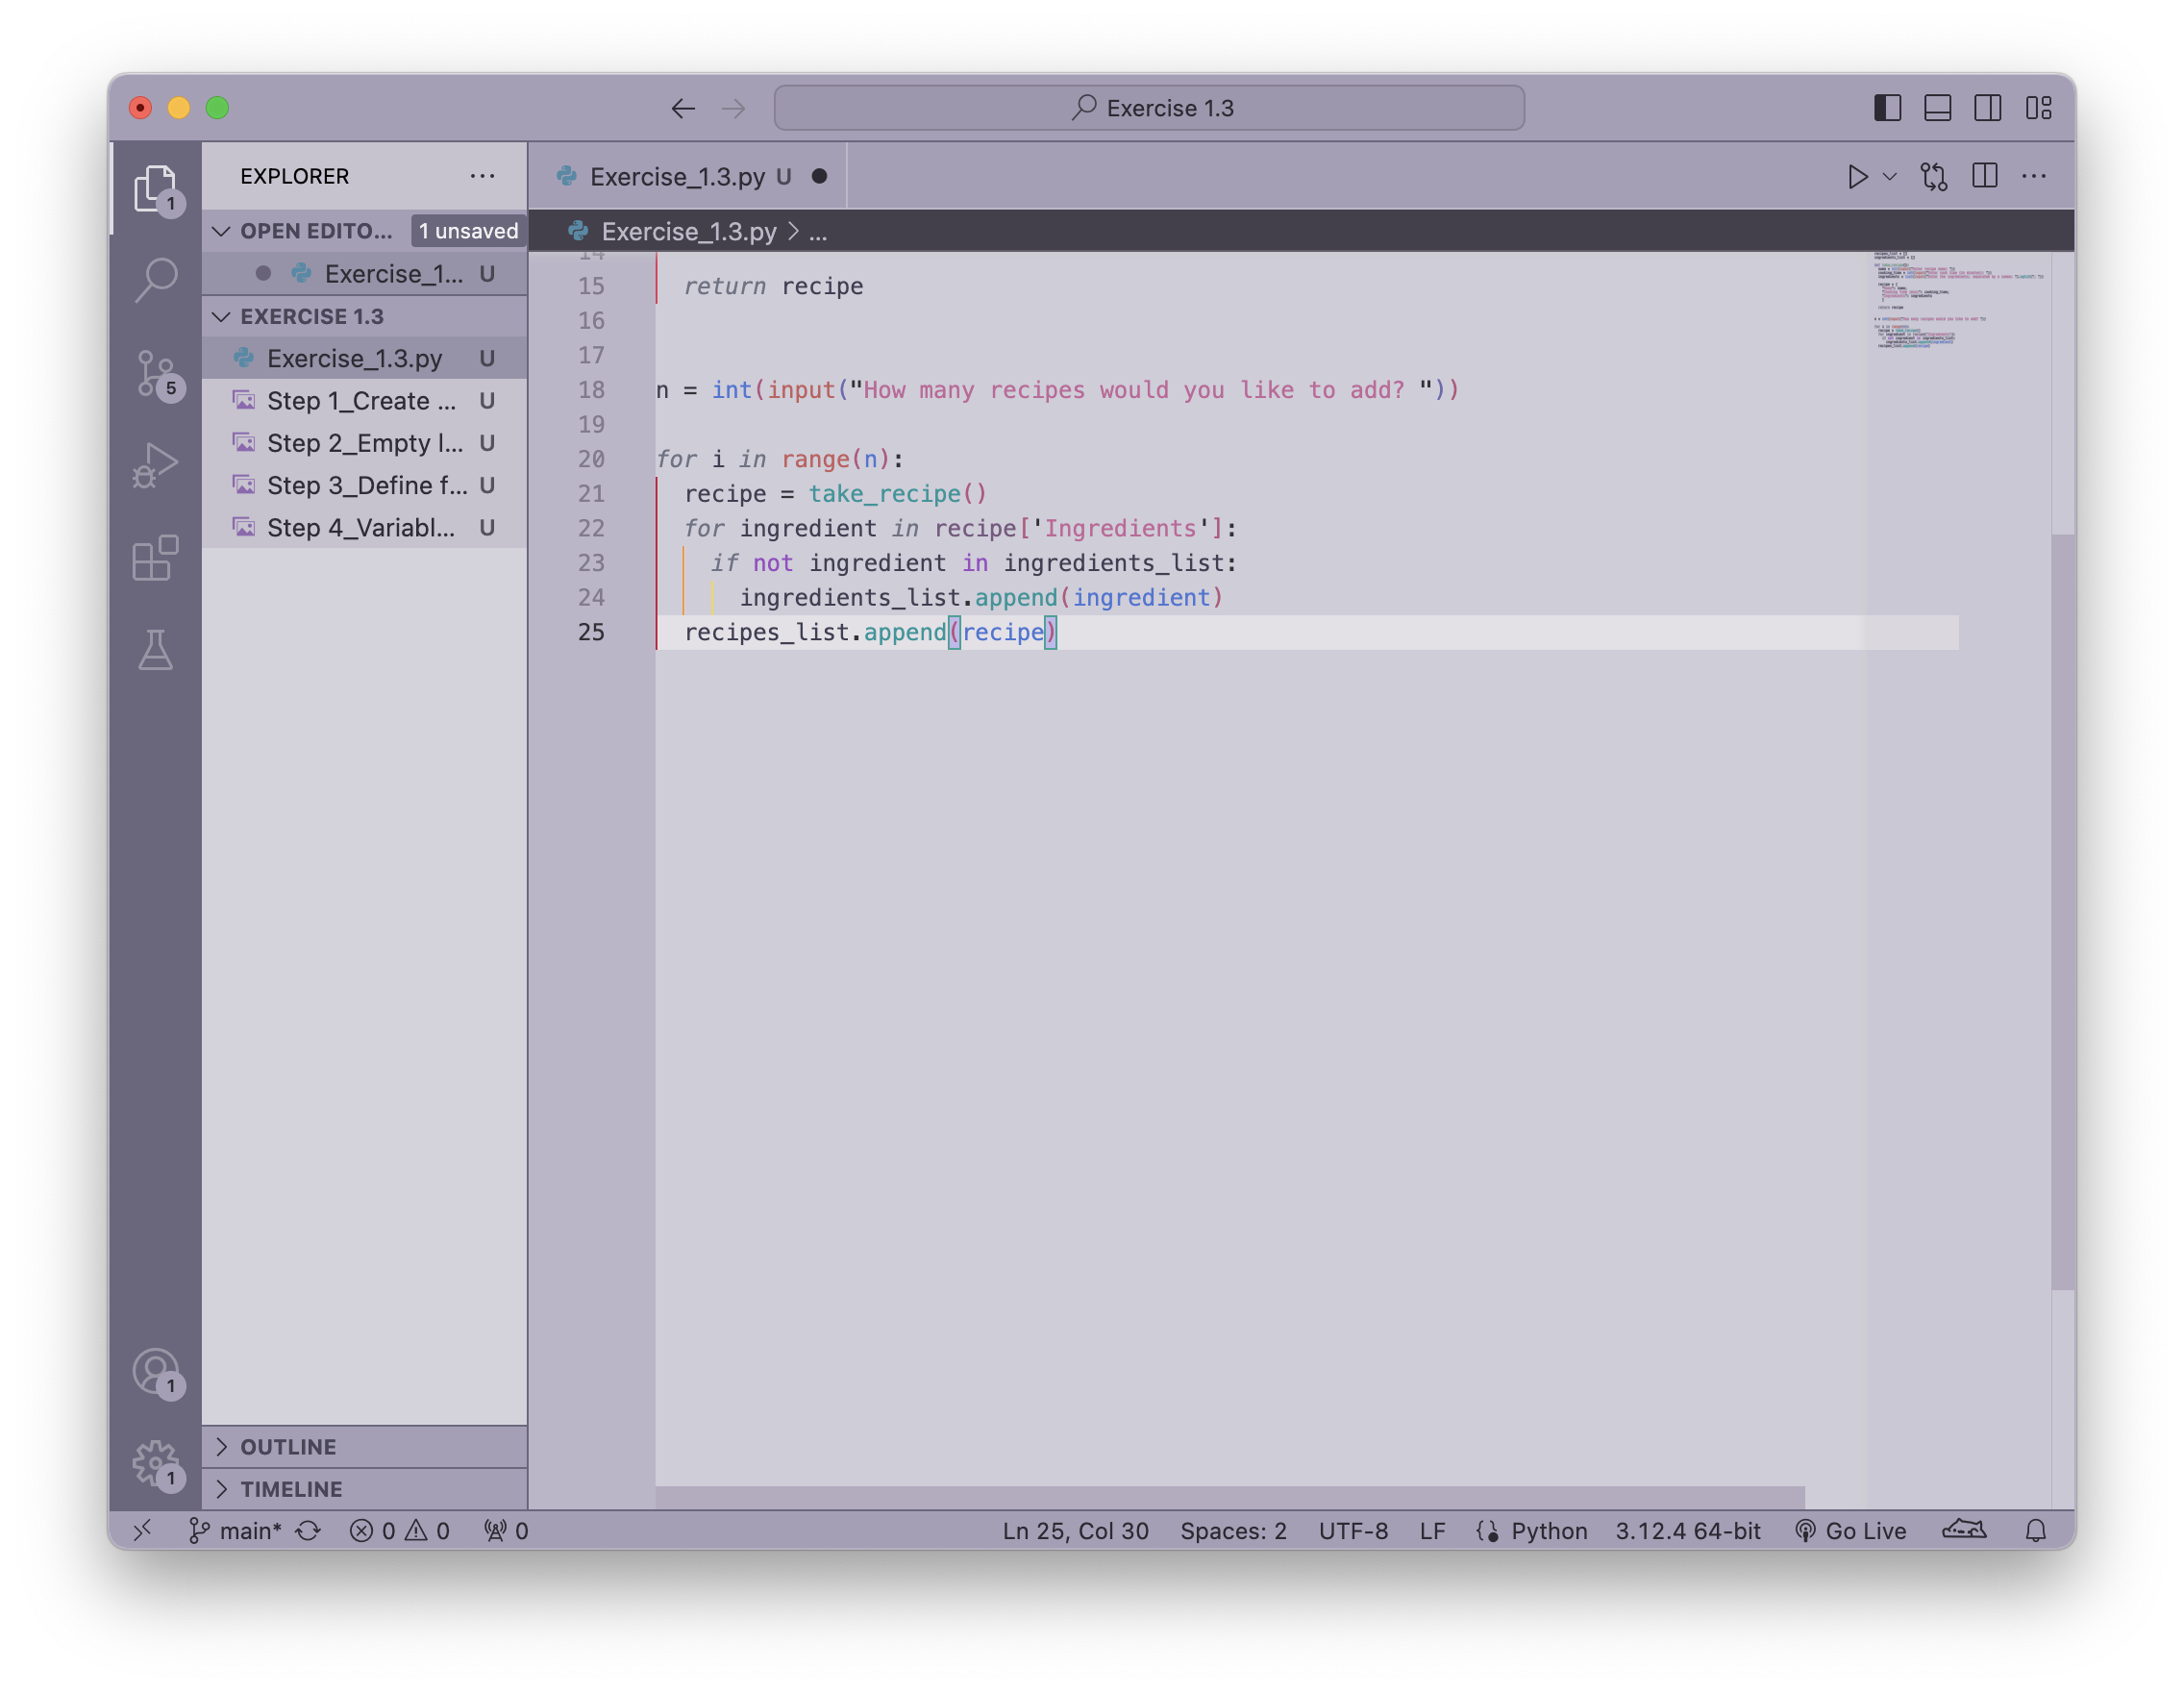 Exercise 1.3
EXPLORER
Exercise_1.3.py U
1
OPEN EDITO... 1 unsaved
Exercise_1.3.py > ...
Exercise_1... U
EXERCISE 1.3
Exercise_1.3.py U
Step 1_Create ... U
5
Step 2_Empty l... U
Step 3_Define f... U
Step 4_Variabl... U
14
15 return recipe
16
17
18 n = int(input("How many recipes would you like to add? "))
19
20 for i in range(n):
21 recipe = take_recipe()
22 for ingredient in recipe['Ingredients']:
23 if not ingredient in ingredients_list:
24 ingredients_list.append(ingredient)
25 recipes_list.append(recipe)
1
1
OUTLINE
TIMELINE
main* 0 0 0 Ln 25, Col 30 Spaces: 2 UTF-8 LF Python 3.12.4 64-bit Go Live